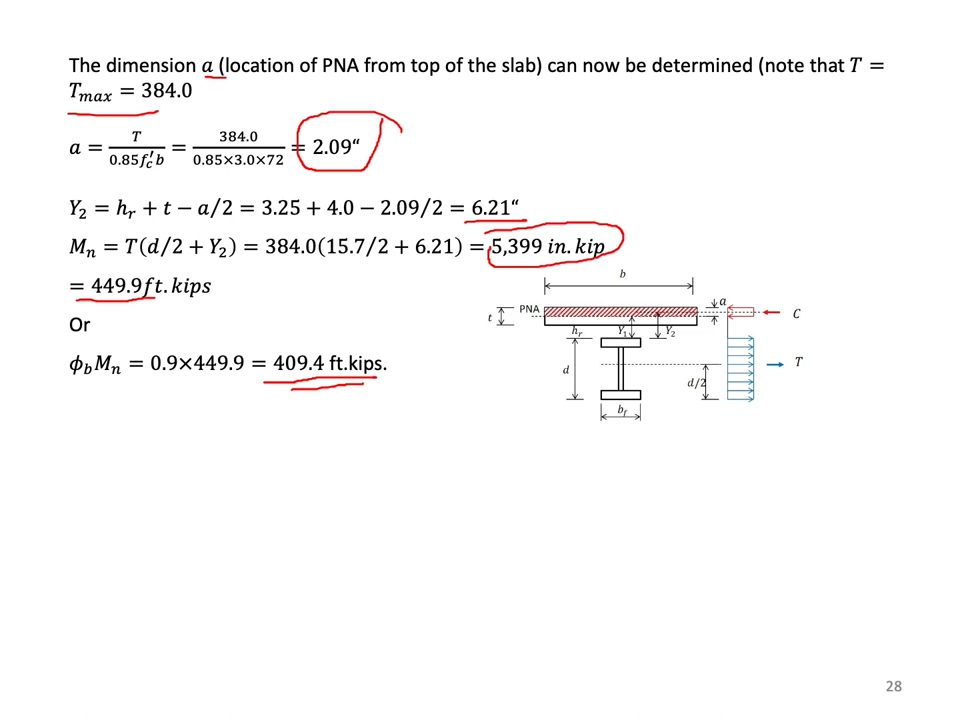 The dimension a (location of PNA from top of the slab) can now be determined (note that T =
T_max = 384.0
a = T / 0.85f′_c b = 384.0 / 0.85×3.0×72 = 2.09“
Y_2 = h_r + t − a/2 = 3.25 + 4.0 − 2.09/2 = 6.21“
M_n = T(d/2 + Y_2) = 384.0(15.7/2 + 6.21) = 5,399 in. kip
= 449.9ft. kips
Or
ϕ_b M_n = 0.9×449.9 = 409.4 ft.kips.
b
PNA
a
t
C
h_r
Y_1
Y_2
d
T
d/2
b_f
28